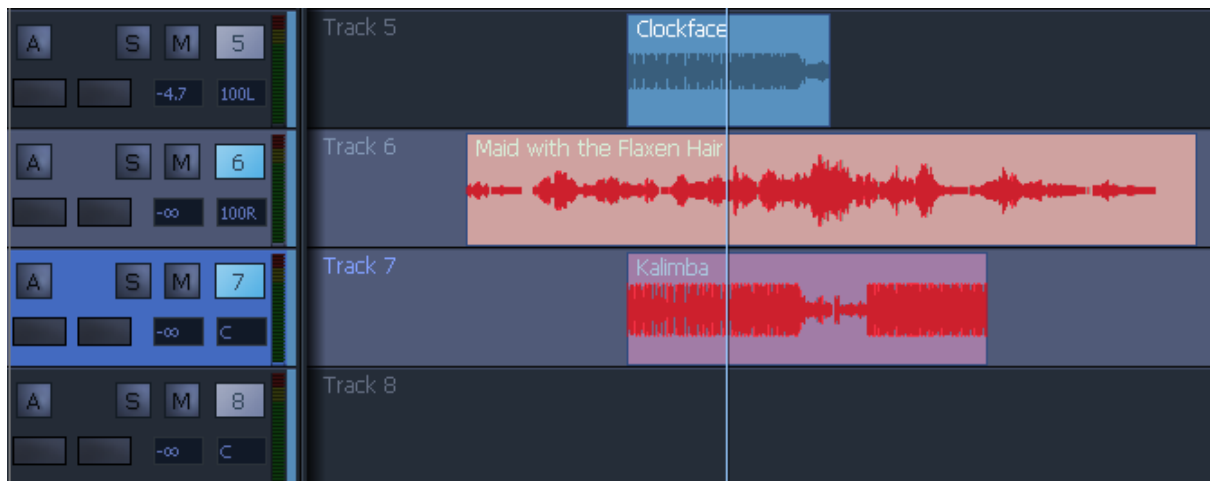 A S M 5 Track 5 Clockface
-4.7 100L
A S M 6 Track 6 Maid with the Flaxen Hair
-∞ 100R
A S M 7 Track 7 Kalimba
-∞ C
A S M 8 Track 8
-∞ C